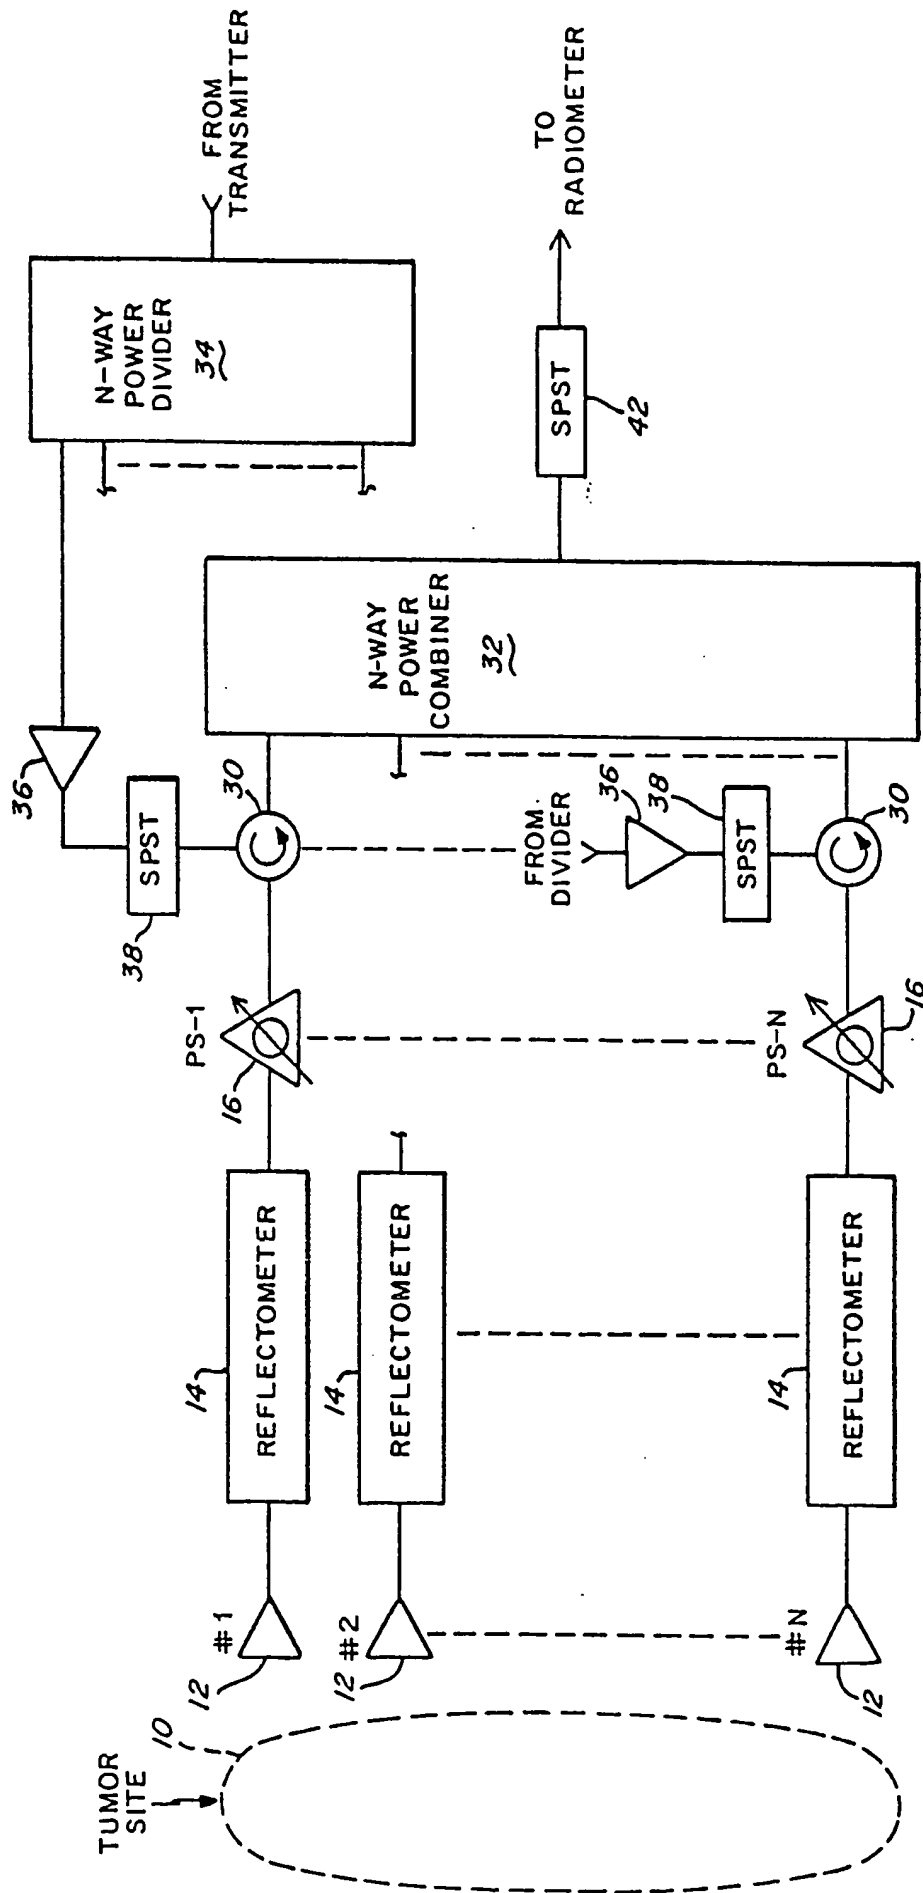 TUMOR
SITE
10
#1
12
#2
12
#N
12
14
REFLECTOMETER
14
REFLECTOMETER
14
REFLECTOMETER
PS-1
16
PS-N
16
36
38
SPST
30
FROM
DIVIDER
36
38
SPST
30
N-WAY
POWER
COMBINER
32
N-WAY
POWER
DIVIDER
34
FROM
TRANSMITTER
SPST
42
TO
RADIOMETER